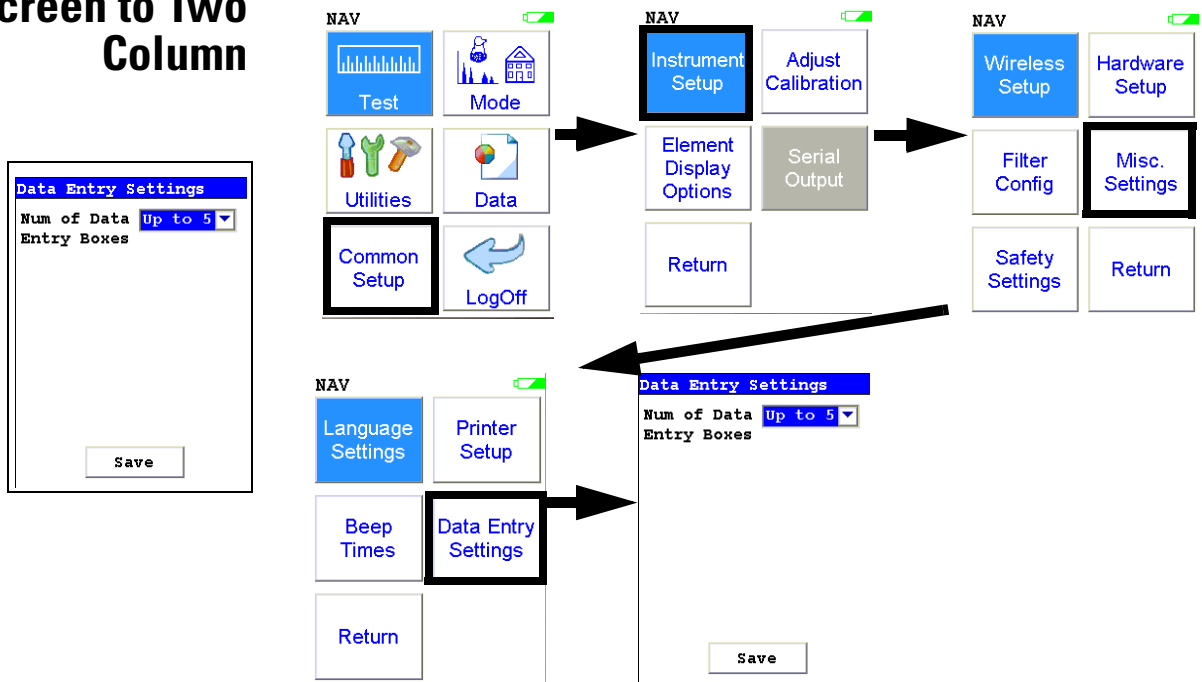 creen to Two
Column
Data Entry Settings
Num of Data Up to 5
Entry Boxes
Save
NAV
Test
Mode
Utilities
Data
Common
Setup
LogOff
NAV
Instrument
Setup
Adjust
Calibration
Element
Display
Options
Serial
Output
Return
NAV
Wireless
Setup
Hardware
Setup
Filter
Config
Misc.
Settings
Safety
Settings
Return
NAV
Language
Settings
Printer
Setup
Beep
Times
Data Entry
Settings
Return
Data Entry Settings
Num of Data Up to 5
Entry Boxes
Save